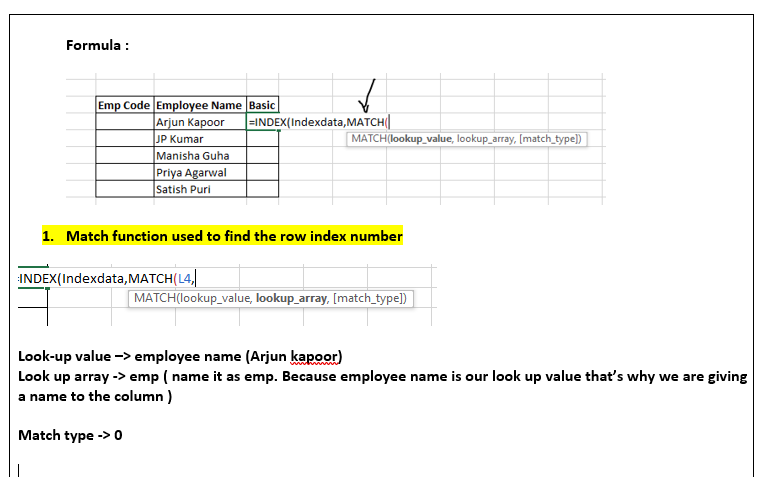 Formula :
Emp Code Employee Name Basic
Arjun Kapoor =INDEX(Indexdata,MATCH(
JP Kumar MATCH(lookup_value, lookup_array, [match_type])
Manisha Guha
Priya Agarwal
Satish Puri
1. Match function used to find the row index number
=INDEX(Indexdata,MATCH(L4,
MATCH(lookup_value, lookup_array, [match_type])
Look-up value –> employee name (Arjun kapoor)
Look up array -> emp ( name it as emp. Because employee name is our look up value that’s why we are giving
a name to the column )
Match type -> 0